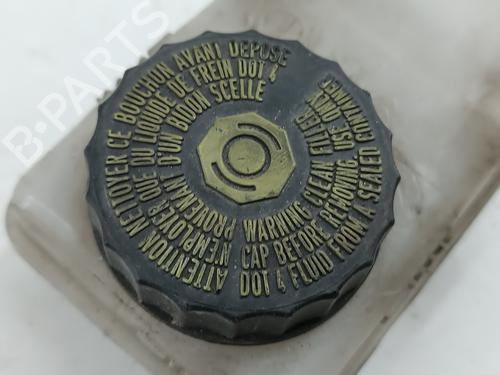 ATTENTION NETTOYER CE BOUCHON AVANT DEPOSE
N'EMPLOYER QUE DU LIQUIDE DE FREIN DOT 4
PROVENANT D'UN BIDON SCELLE
WARNING CLEAN FILLER
CAP BEFORE REMOVING USE ONLY
DOT 4 FLUID FROM A SEALED CONTAINER
B-PARTS